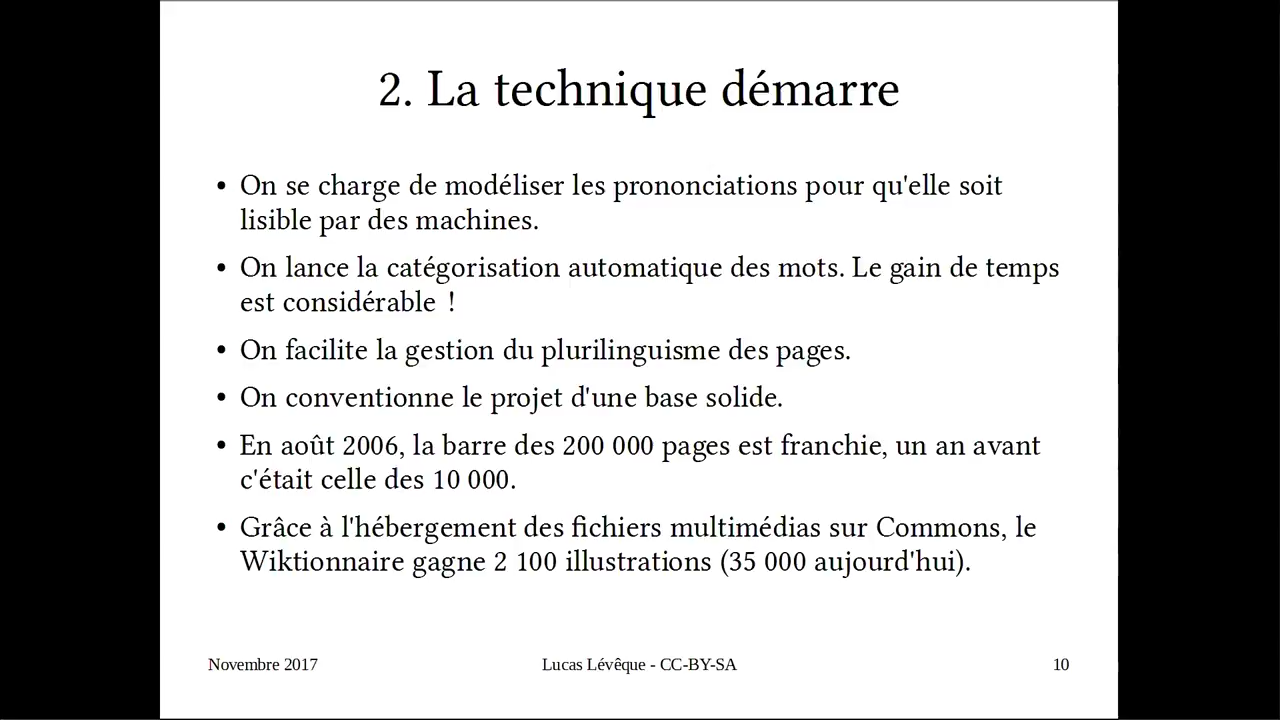 2. La technique démarre
• On se charge de modéliser les prononciations pour qu'elle soit
lisible par des machines.
• On lance la catégorisation automatique des mots. Le gain de temps
est considérable !
• On facilite la gestion du plurilinguisme des pages.
• On conventionne le projet d'une base solide.
• En août 2006, la barre des 200 000 pages est franchie, un an avant
c'était celle des 10 000.
• Grâce à l'hébergement des fichiers multimédias sur Commons, le
Wiktionnaire gagne 2 100 illustrations (35 000 aujourd'hui).
Novembre 2017
Lucas Lévêque - CC-BY-SA
10